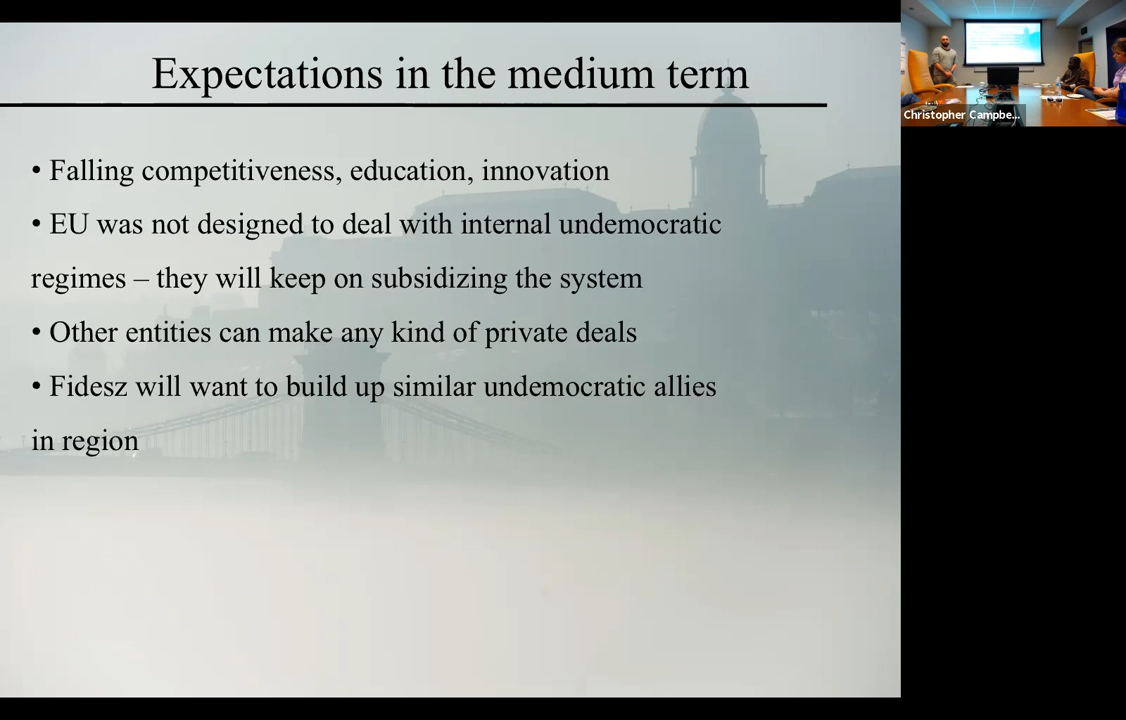 Expectations in the medium term
• Falling competitiveness, education, innovation
• EU was not designed to deal with internal undemocratic
regimes – they will keep on subsidizing the system
• Other entities can make any kind of private deals
• Fidesz will want to build up similar undemocratic allies
in region
Christopher Campbe...